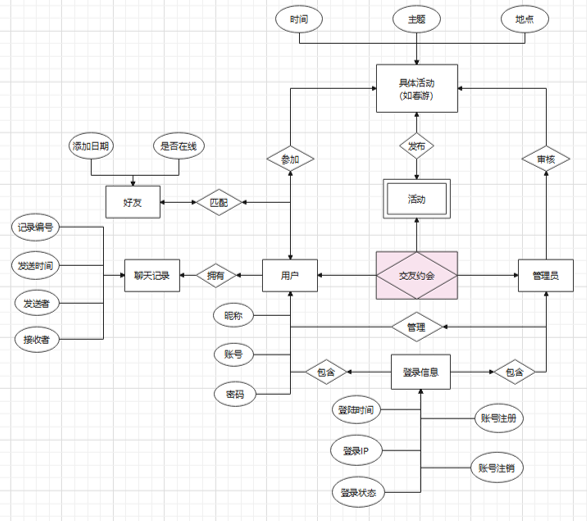 时间
主题
地点
具体活动
（如春游）
添加日期
是否在线
参加
发布
审核
好友
匹配
活动
记录编号
发送时间
聊天记录
拥有
用户
交友约会
管理员
发送者
昵称
接收者
管理
账号
包含
登录信息
包含
密码
登陆时间
账号注册
登录IP
账号注销
登录状态